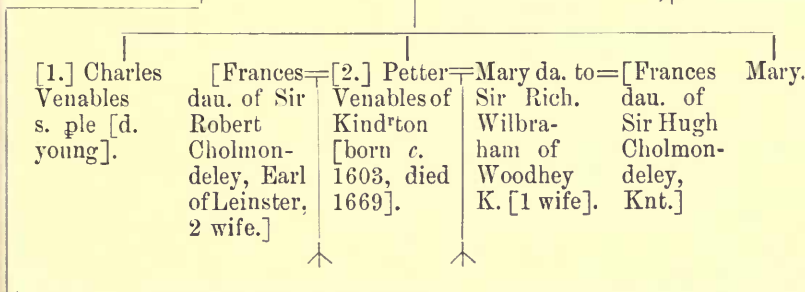 [1.] Charles
Venables
s. ꝑle [d.
young].
[Frances=
dau. of Sir
Robert
Cholmon-
deley, Earl
of Leinster,
2 wife.]
[2.] Petter=
Venables of
Kindʳton
[born c.
1603, died
1669].
Mary da. to=
Sir Rich.
Wilbra-
ham of
Woodhey
K. [1 wife].
[Frances
dau. of
Sir Hugh
Cholmon-
deley,
Knt.]
Mary.